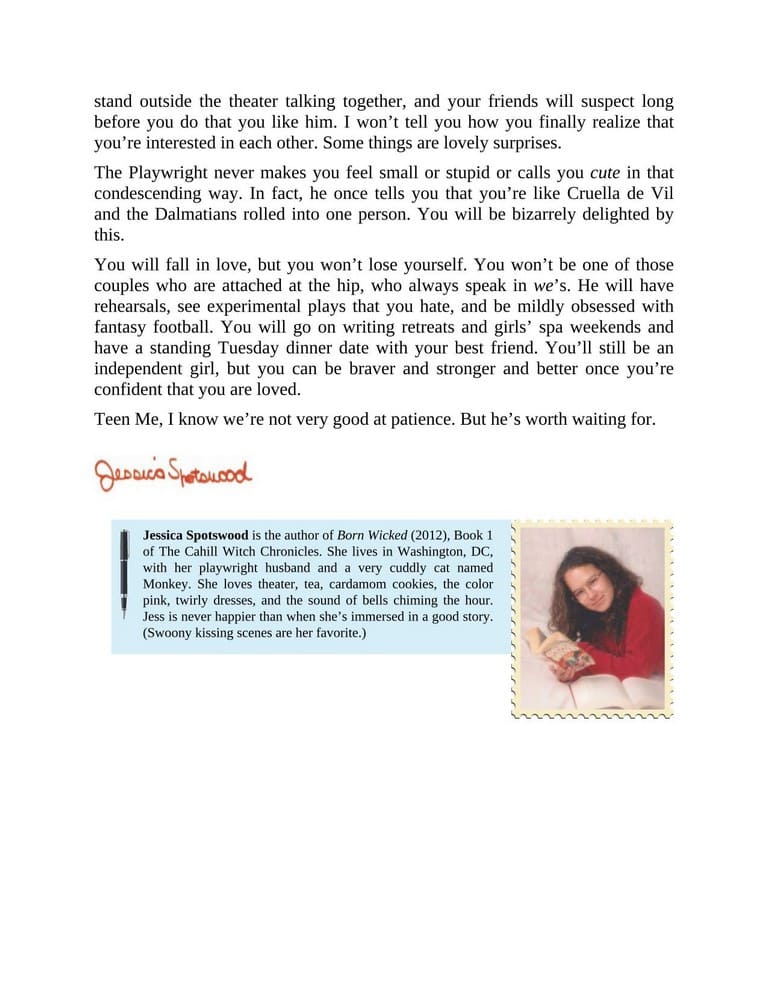 stand outside the theater talking together, and your friends will suspect long
before you do that you like him. I won’t tell you how you finally realize that
you’re interested in each other. Some things are lovely surprises.
The Playwright never makes you feel small or stupid or calls you cute in that
condescending way. In fact, he once tells you that you’re like Cruella de Vil
and the Dalmatians rolled into one person. You will be bizarrely delighted by
this.
You will fall in love, but you won’t lose yourself. You won’t be one of those
couples who are attached at the hip, who always speak in we’s. He will have
rehearsals, see experimental plays that you hate, and be mildly obsessed with
fantasy football. You will go on writing retreats and girls’ spa weekends and
have a standing Tuesday dinner date with your best friend. You’ll still be an
independent girl, but you can be braver and stronger and better once you’re
confident that you are loved.
Teen Me, I know we’re not very good at patience. But he’s worth waiting for.
Jessica Spotswood
Jessica Spotswood is the author of Born Wicked (2012), Book 1
of The Cahill Witch Chronicles. She lives in Washington, DC,
with her playwright husband and a very cuddly cat named
Monkey. She loves theater, tea, cardamom cookies, the color
pink, twirly dresses, and the sound of bells chiming the hour.
Jess is never happier than when she’s immersed in a good story.
(Swoony kissing scenes are her favorite.)